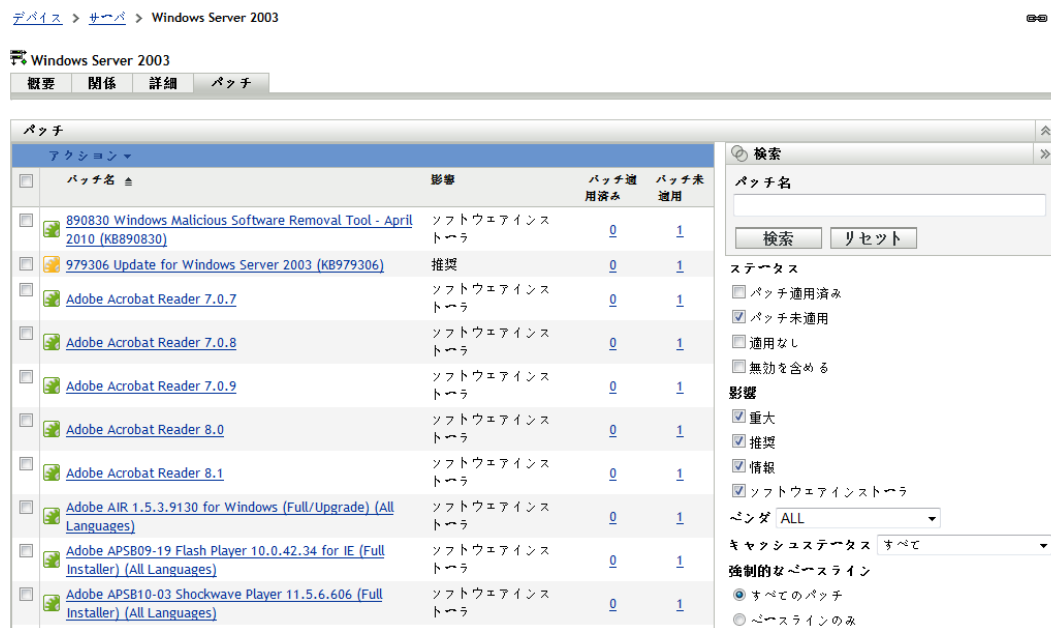 デバイス > サーバ > Windows Server 2003
Windows Server 2003
概要 関係 詳細 パッチ
パッチ
アクション
パッチ名 影響 パッチ適用済み パッチ未適用
890830 Windows Malicious Software Removal Tool - April 2010 (KB890830) ソフトウェアインストーラ 0 1
979306 Update for Windows Server 2003 (KB979306) 推奨 0 1
Adobe Acrobat Reader 7.0.7 ソフトウェアインストーラ 0 1
Adobe Acrobat Reader 7.0.8 ソフトウェアインストーラ 0 1
Adobe Acrobat Reader 7.0.9 ソフトウェアインストーラ 0 1
Adobe Acrobat Reader 8.0 ソフトウェアインストーラ 0 1
Adobe Acrobat Reader 8.1 ソフトウェアインストーラ 0 1
Adobe AIR 1.5.3.9130 for Windows (Full/Upgrade) (All Languages) ソフトウェアインストーラ 0 1
Adobe APSB09-19 Flash Player 10.0.42.34 for IE (Full Installer) (All Languages) ソフトウェアインストーラ 0 1
Adobe APSB10-03 Shockwave Player 11.5.6.606 (Full Installer) (All Languages) ソフトウェアインストーラ 0 1
検索
パッチ名
検索 リセット
ステータス
パッチ適用済み
パッチ未適用
適用なし
無効を含める
影響
重大
推奨
情報
ソフトウェアインストーラ
ベンダ ALL
キャッシュステータス すべて
強制的なベースライン
すべてのパッチ
ベースラインのみ